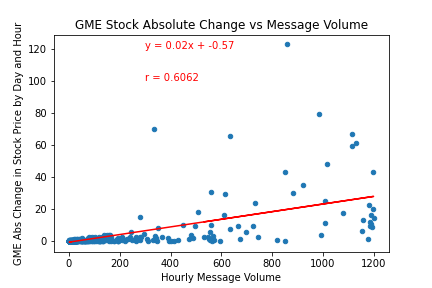 GME Stock Absolute Change vs Message Volume
GME Abs Change in Stock Price by Day and Hour
120
100
80
60
40
20
0
y = 0.02x + -0.57
r = 0.6062
0 200 400 600 800 1000 1200
Hourly Message Volume